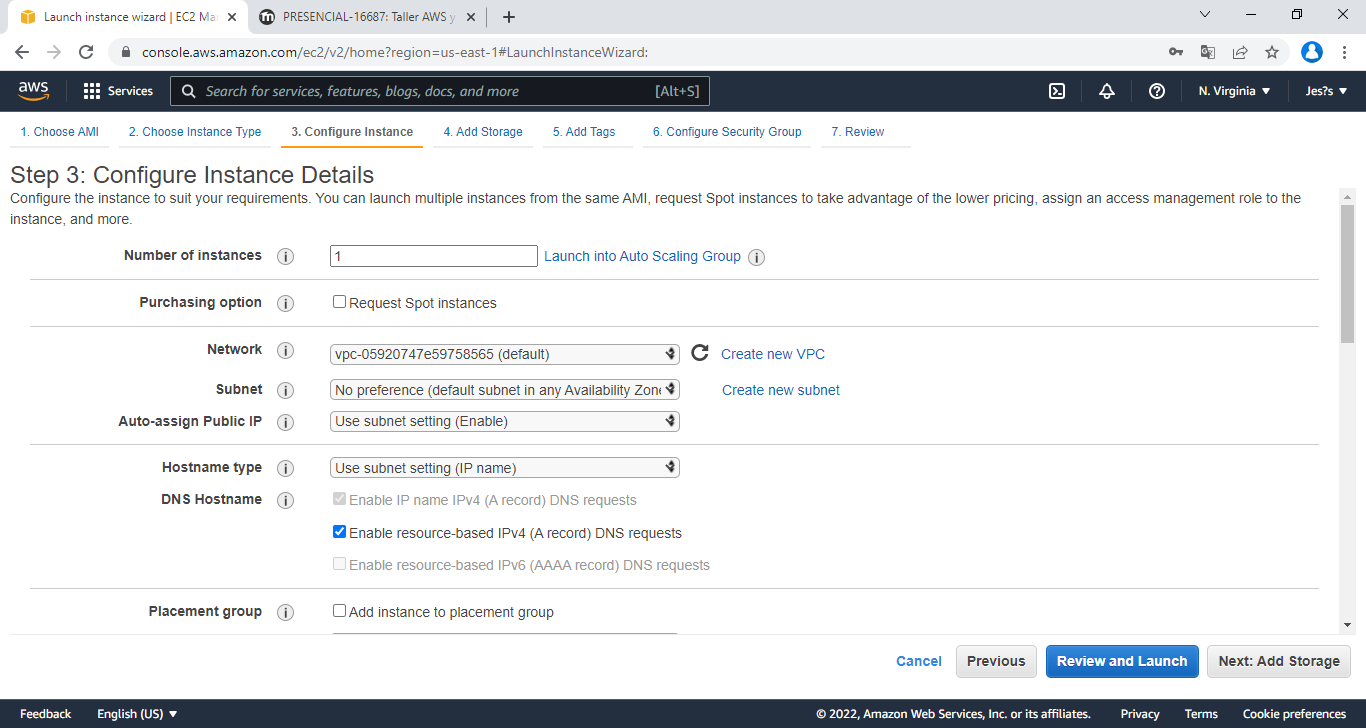 Launch instance wizard | EC2 Ma
PRESENCIAL-16687: Taller AWS y
console.aws.amazon.com/ec2/v2/home?region=us-east-1#LaunchInstanceWizard:
aws
Services
Search for services, features, blogs, docs, and more [Alt+S]
N. Virginia
Jes?s
1. Choose AMI 2. Choose Instance Type 3. Configure Instance 4. Add Storage 5. Add Tags 6. Configure Security Group 7. Review
Step 3: Configure Instance Details
Configure the instance to suit your requirements. You can launch multiple instances from the same AMI, request Spot instances to take advantage of the lower pricing, assign an access management role to the
instance, and more.
Number of instances i 1 Launch into Auto Scaling Group i
Purchasing option i Request Spot instances
Network i vpc-05920747e59758565 (default) Create new VPC
Subnet i No preference (default subnet in any Availability Zone Create new subnet
Auto-assign Public IP i Use subnet setting (Enable)
Hostname type i Use subnet setting (IP name)
DNS Hostname i Enable IP name IPv4 (A record) DNS requests
Enable resource-based IPv4 (A record) DNS requests
Enable resource-based IPv6 (AAAA record) DNS requests
Placement group i Add instance to placement group
Cancel Previous Review and Launch Next: Add Storage
Feedback English (US) © 2022, Amazon Web Services, Inc. or its affiliates. Privacy Terms Cookie preferences